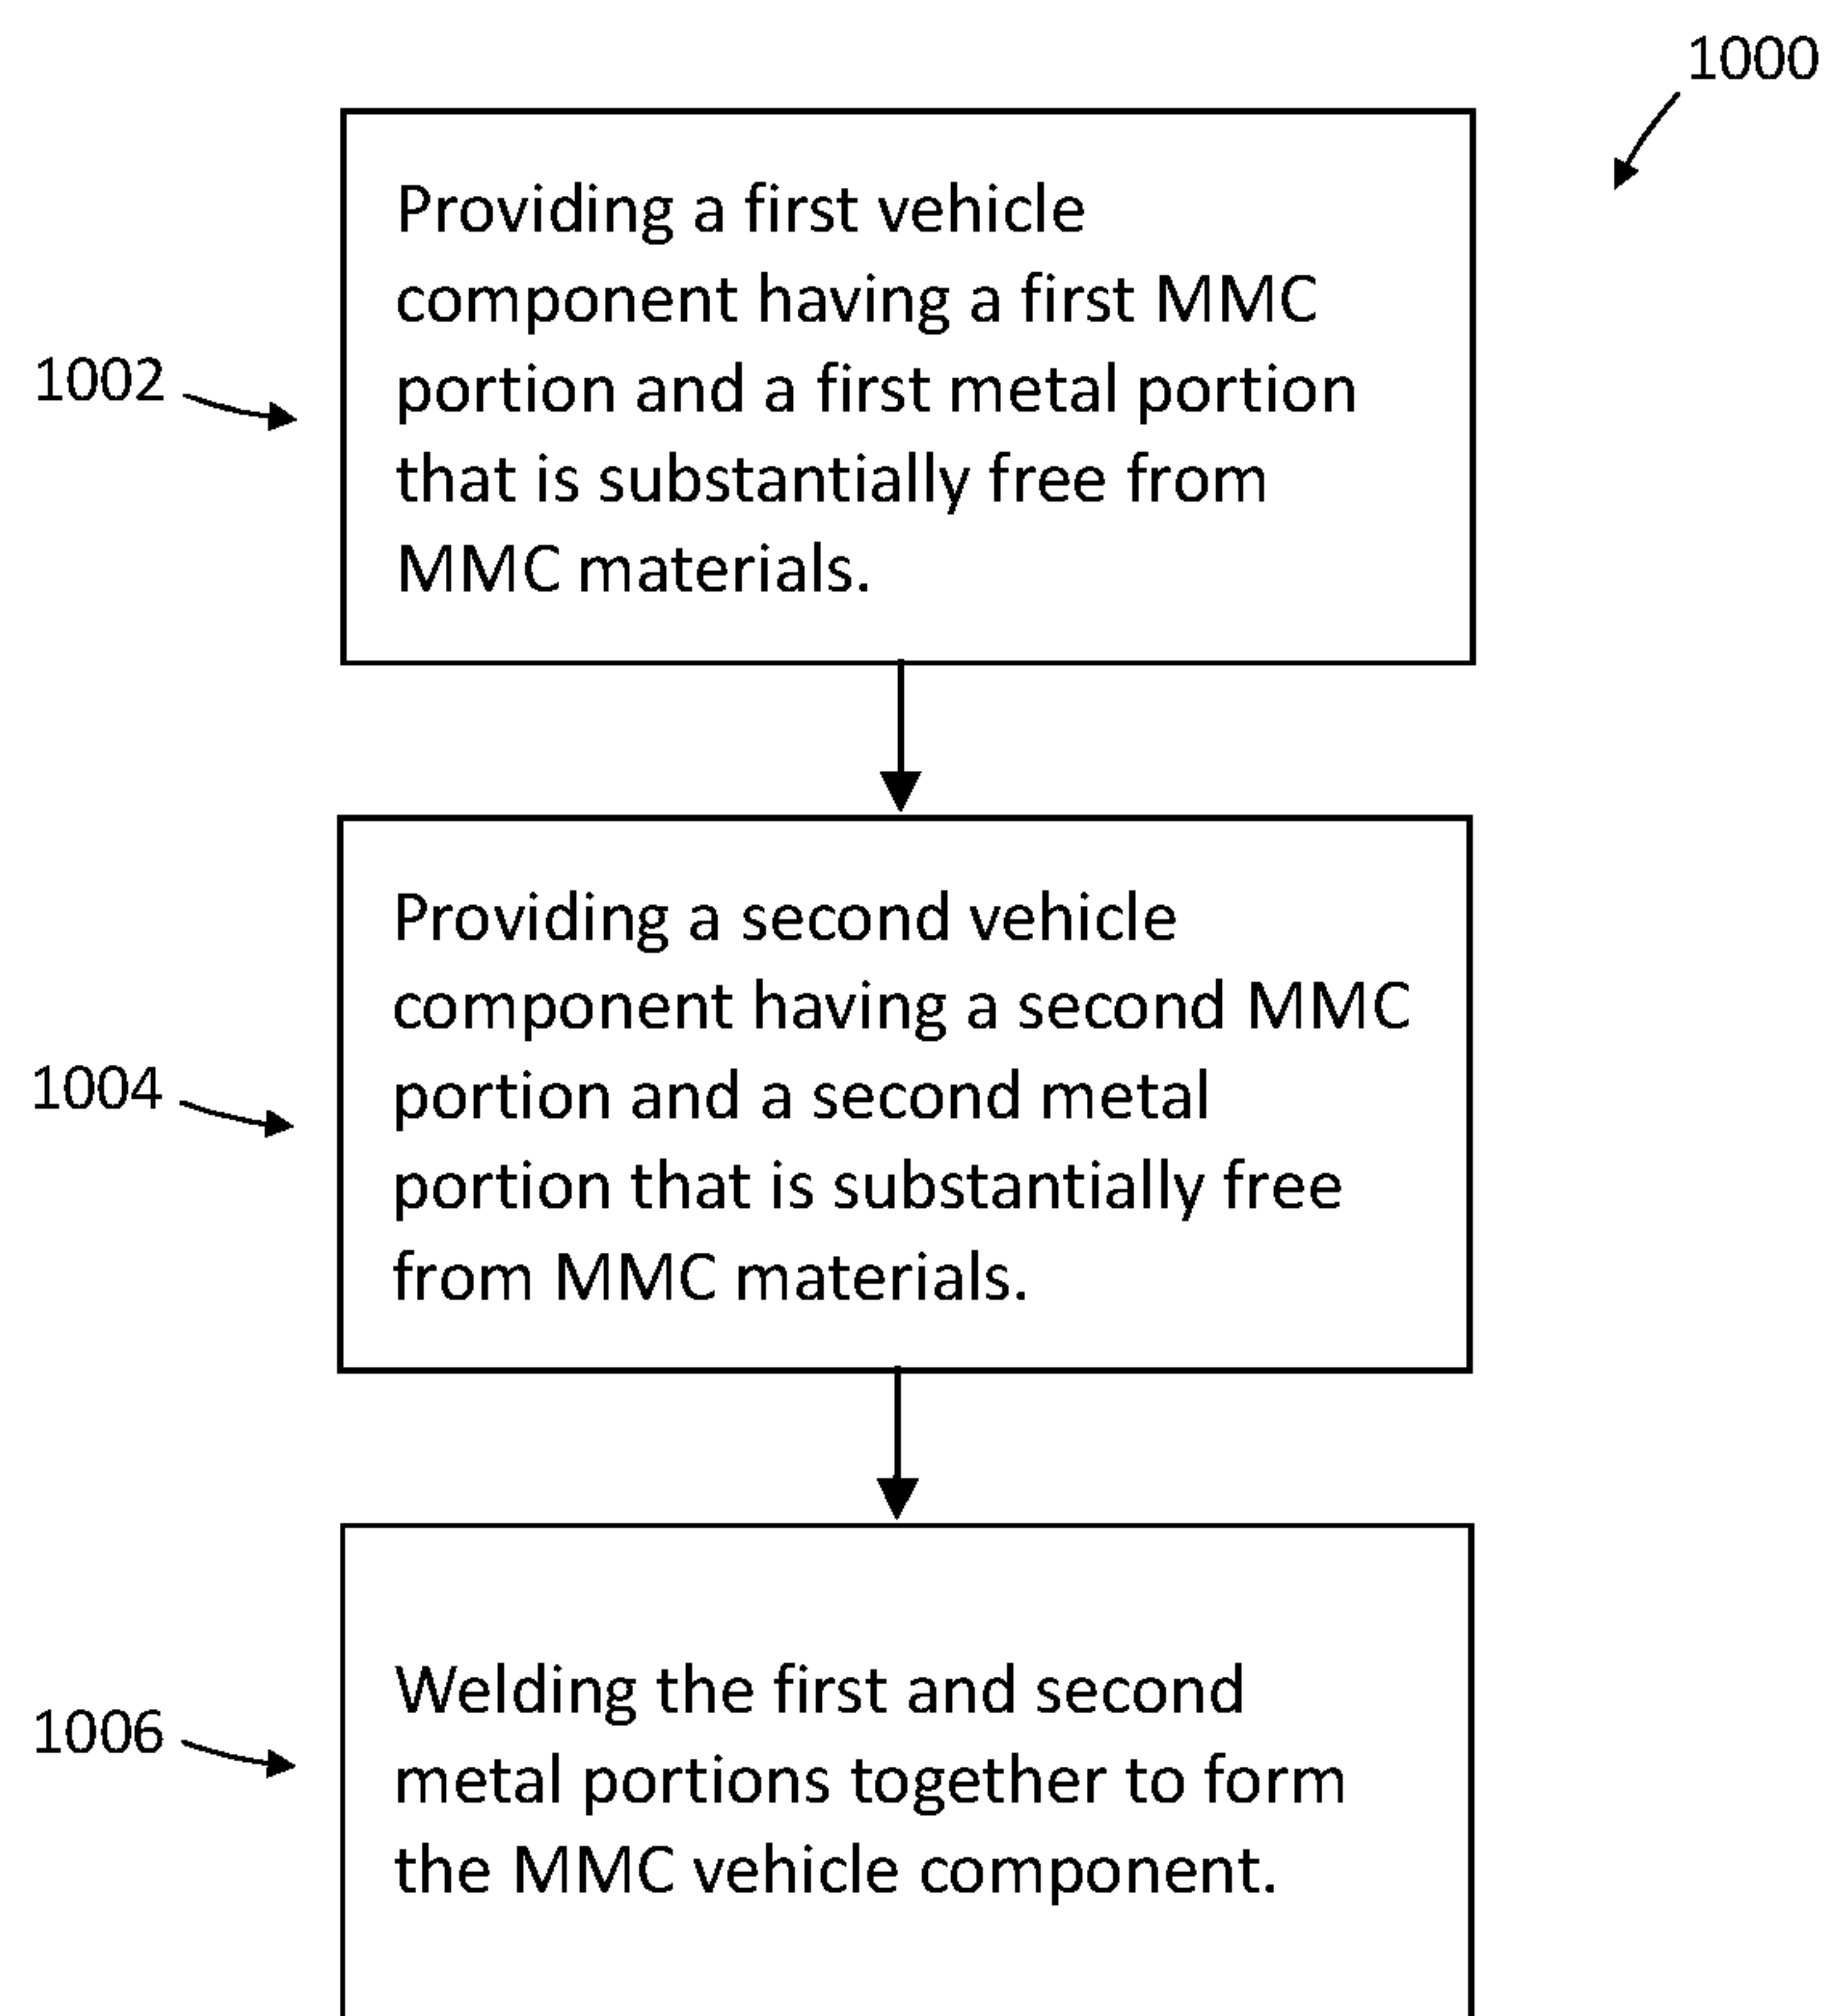 1000
Providing a first vehicle
component having a first MMC
portion and a first metal portion
that is substantially free from
MMC materials.
1002
Providing a second vehicle
component having a second MMC
portion and a second metal
portion that is substantially free
from MMC materials.
1004
Welding the first and second
metal portions together to form
the MMC vehicle component.
1006